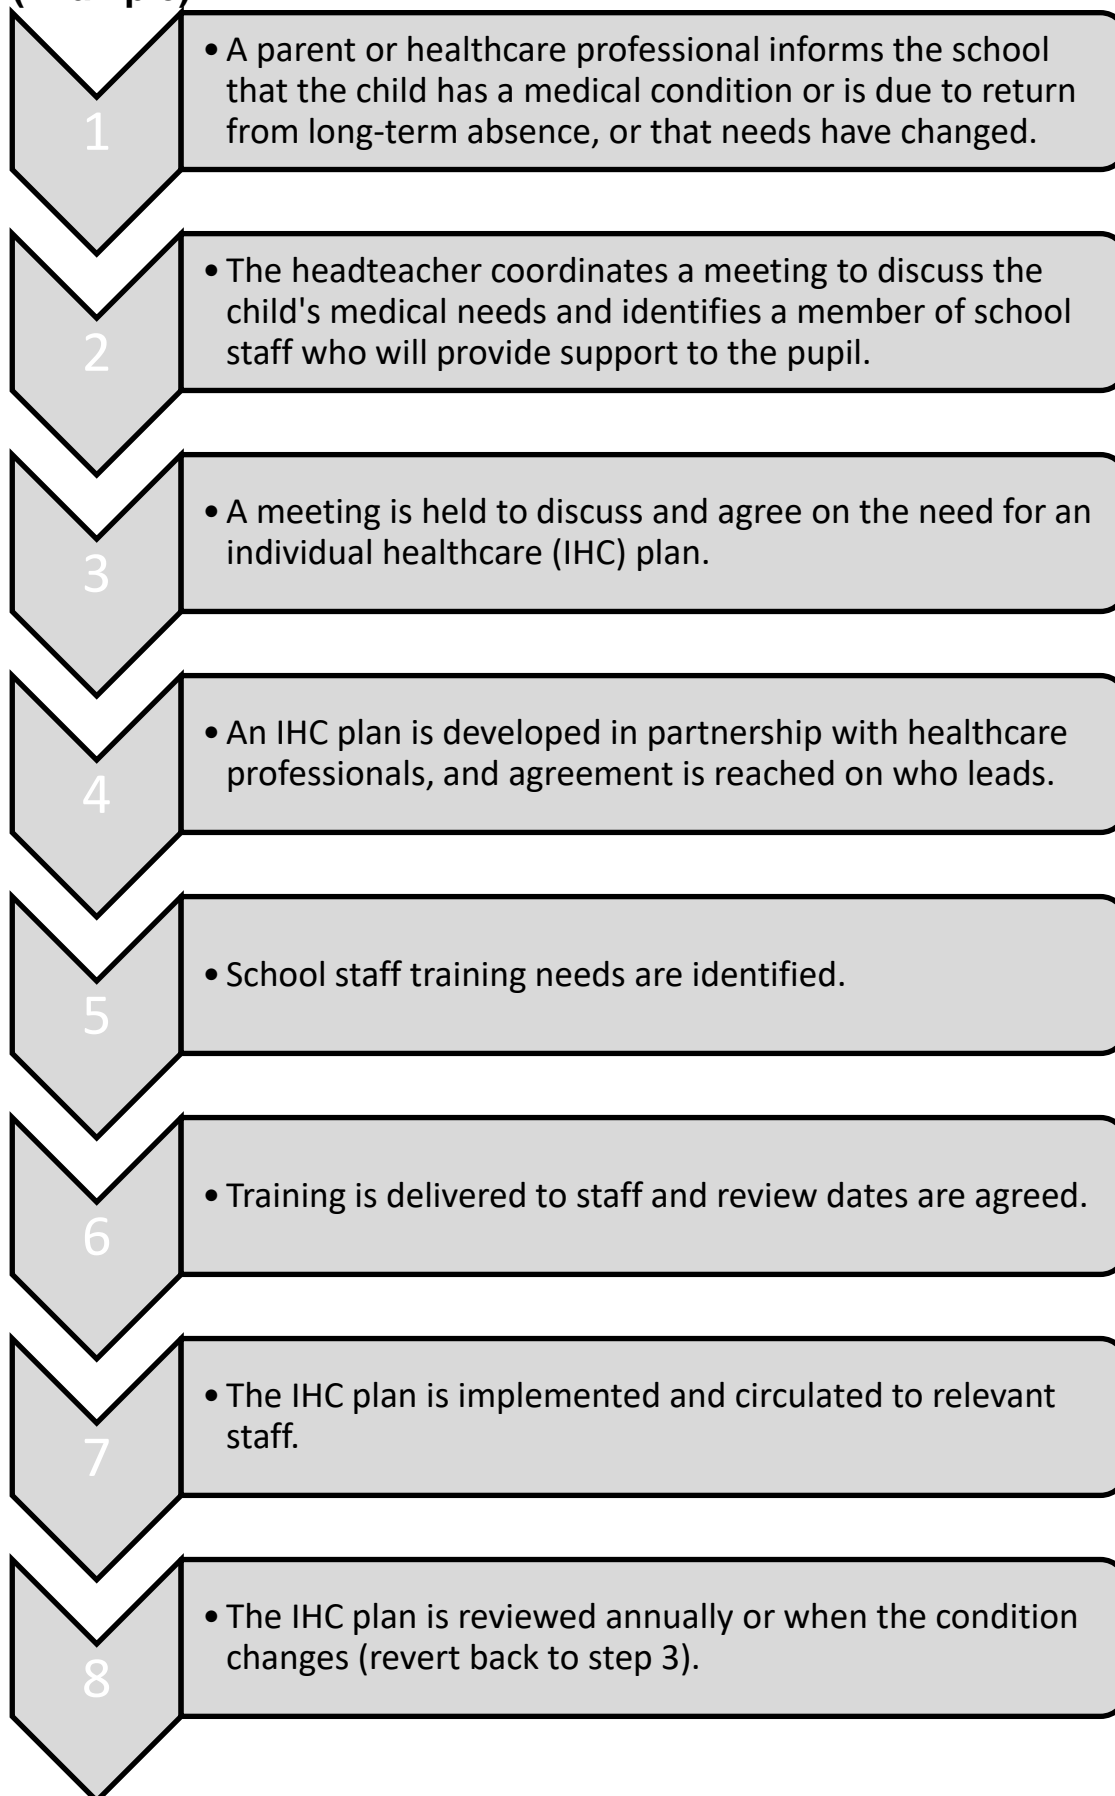 1
• A parent or healthcare professional informs the school
that the child has a medical condition or is due to return
from long-term absence, or that needs have changed.
2
• The headteacher coordinates a meeting to discuss the
child's medical needs and identifies a member of school
staff who will provide support to the pupil.
3
• A meeting is held to discuss and agree on the need for an
individual healthcare (IHC) plan.
4
• An IHC plan is developed in partnership with healthcare
professionals, and agreement is reached on who leads.
5
• School staff training needs are identified.
6
• Training is delivered to staff and review dates are agreed.
7
• The IHC plan is implemented and circulated to relevant
staff.
8
• The IHC plan is reviewed annually or when the condition
changes (revert back to step 3).